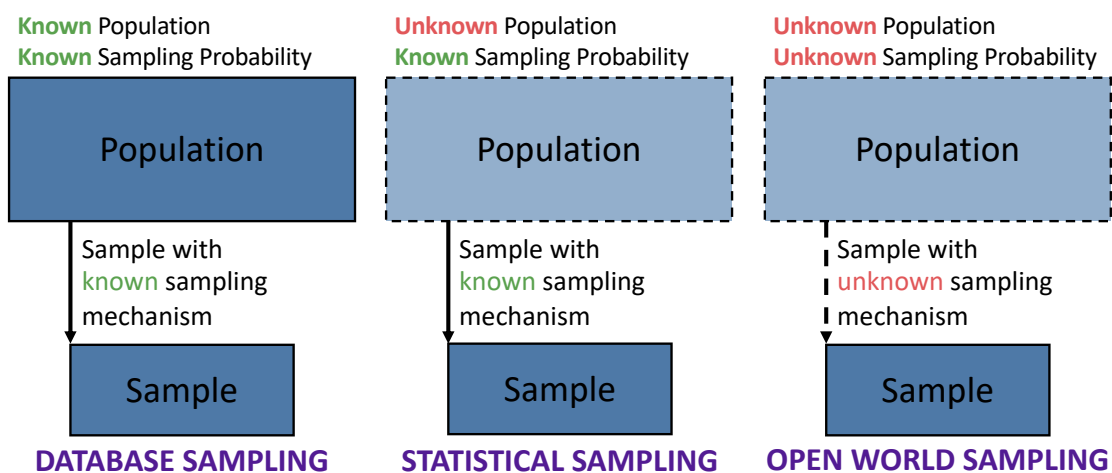 Known Population
Known Sampling Probability
Population
Sample with
known sampling
mechanism
Sample
DATABASE SAMPLING
Unknown Population
Known Sampling Probability
Population
Sample with
known sampling
mechanism
Sample
STATISTICAL SAMPLING
Unknown Population
Unknown Sampling Probability
Population
Sample with
unknown sampling
mechanism
Sample
OPEN WORLD SAMPLING